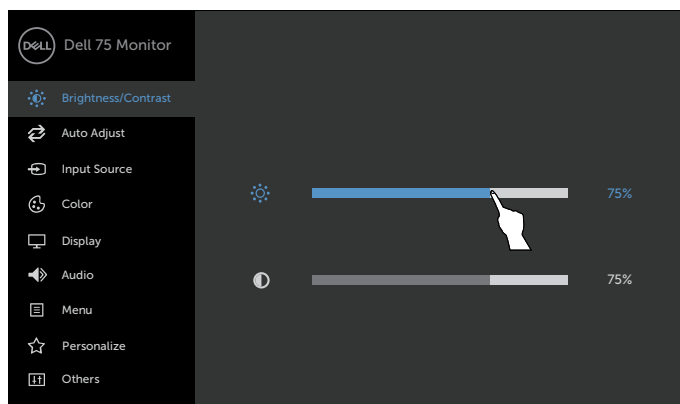 DELL Dell 75 Monitor
Brightness/Contrast
Auto Adjust
Input Source
75%
Color
Display
Audio
75%
Menu
Personalize
Others